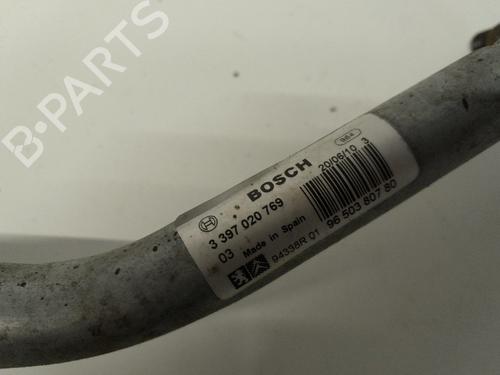 B-PARTS
BOSCH
3 397 020 769
03 Made in Spain
94338R 01
864
20/06/10 3
96 503 807 80